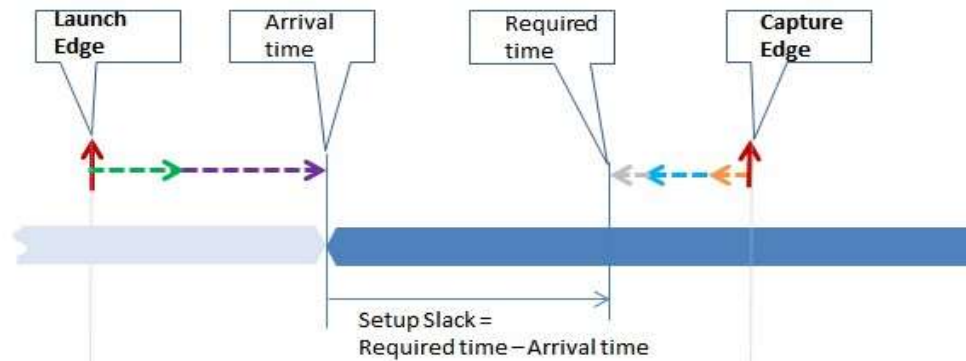 Launch
Edge
Arrival
time
Required
time
Capture
Edge
Setup Slack =
Required time – Arrival time